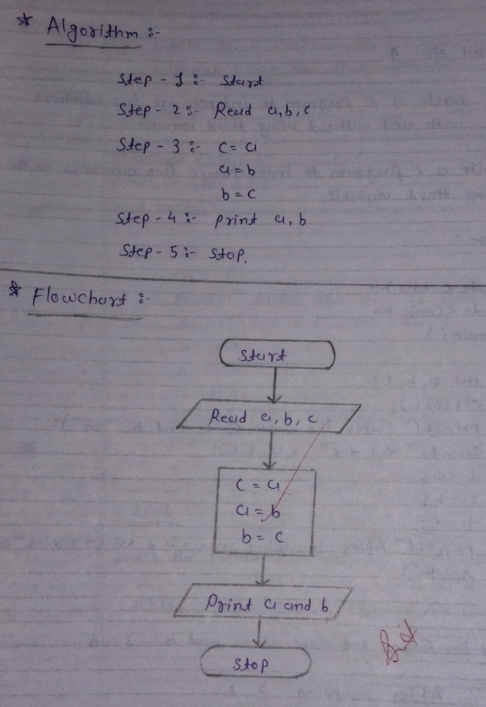 * Algorithm :-
Step - 1 :- Start
Step - 2 :- Read a, b, c
Step - 3 :- c = a
a = b
b = c
Step - 4 :- print a, b
Step - 5 :- Stop.
* Flowchart :-
Start
Read a, b, c
c = a
a = b
b = c
Print a and b
Stop